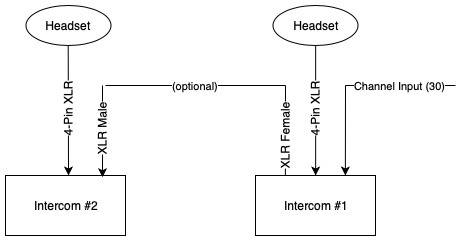 Headset
Headset
4-Pin XLR
XLR Male
(optional)
XLR Female
4-Pin XLR
Channel Input (30)
Intercom #2
Intercom #1